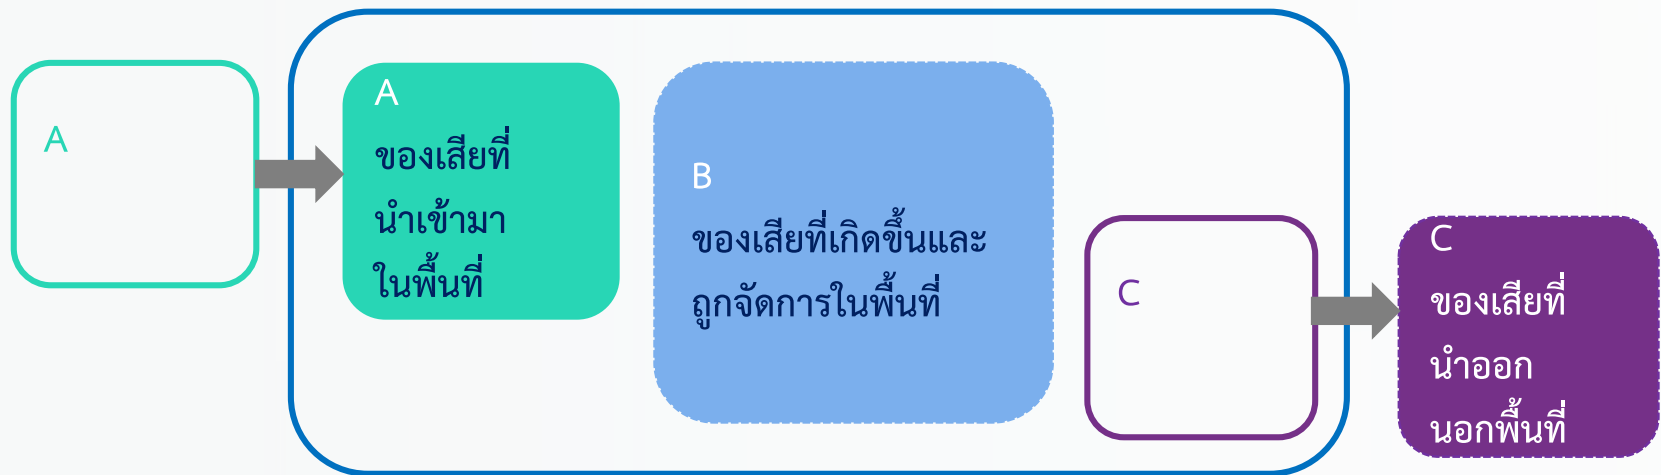 A
A
ของเสียที่
นำเข้ามา
ในพื้นที่
B
ของเสียที่เกิดขึ้นและ
ถูกจัดการในพื้นที่
C
C
ของเสียที่
นำออก
นอกพื้นที่